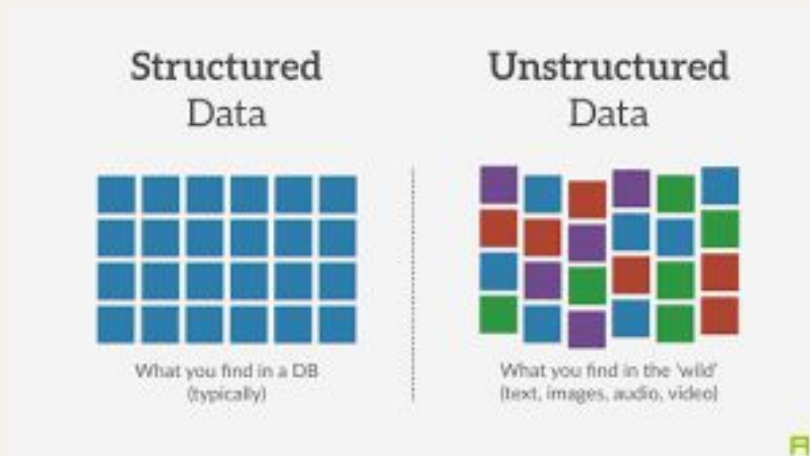 Structured
Data
What you find in a DB
(typically)
Unstructured
Data
What you find in the 'wild'
(text, images, audio, video)